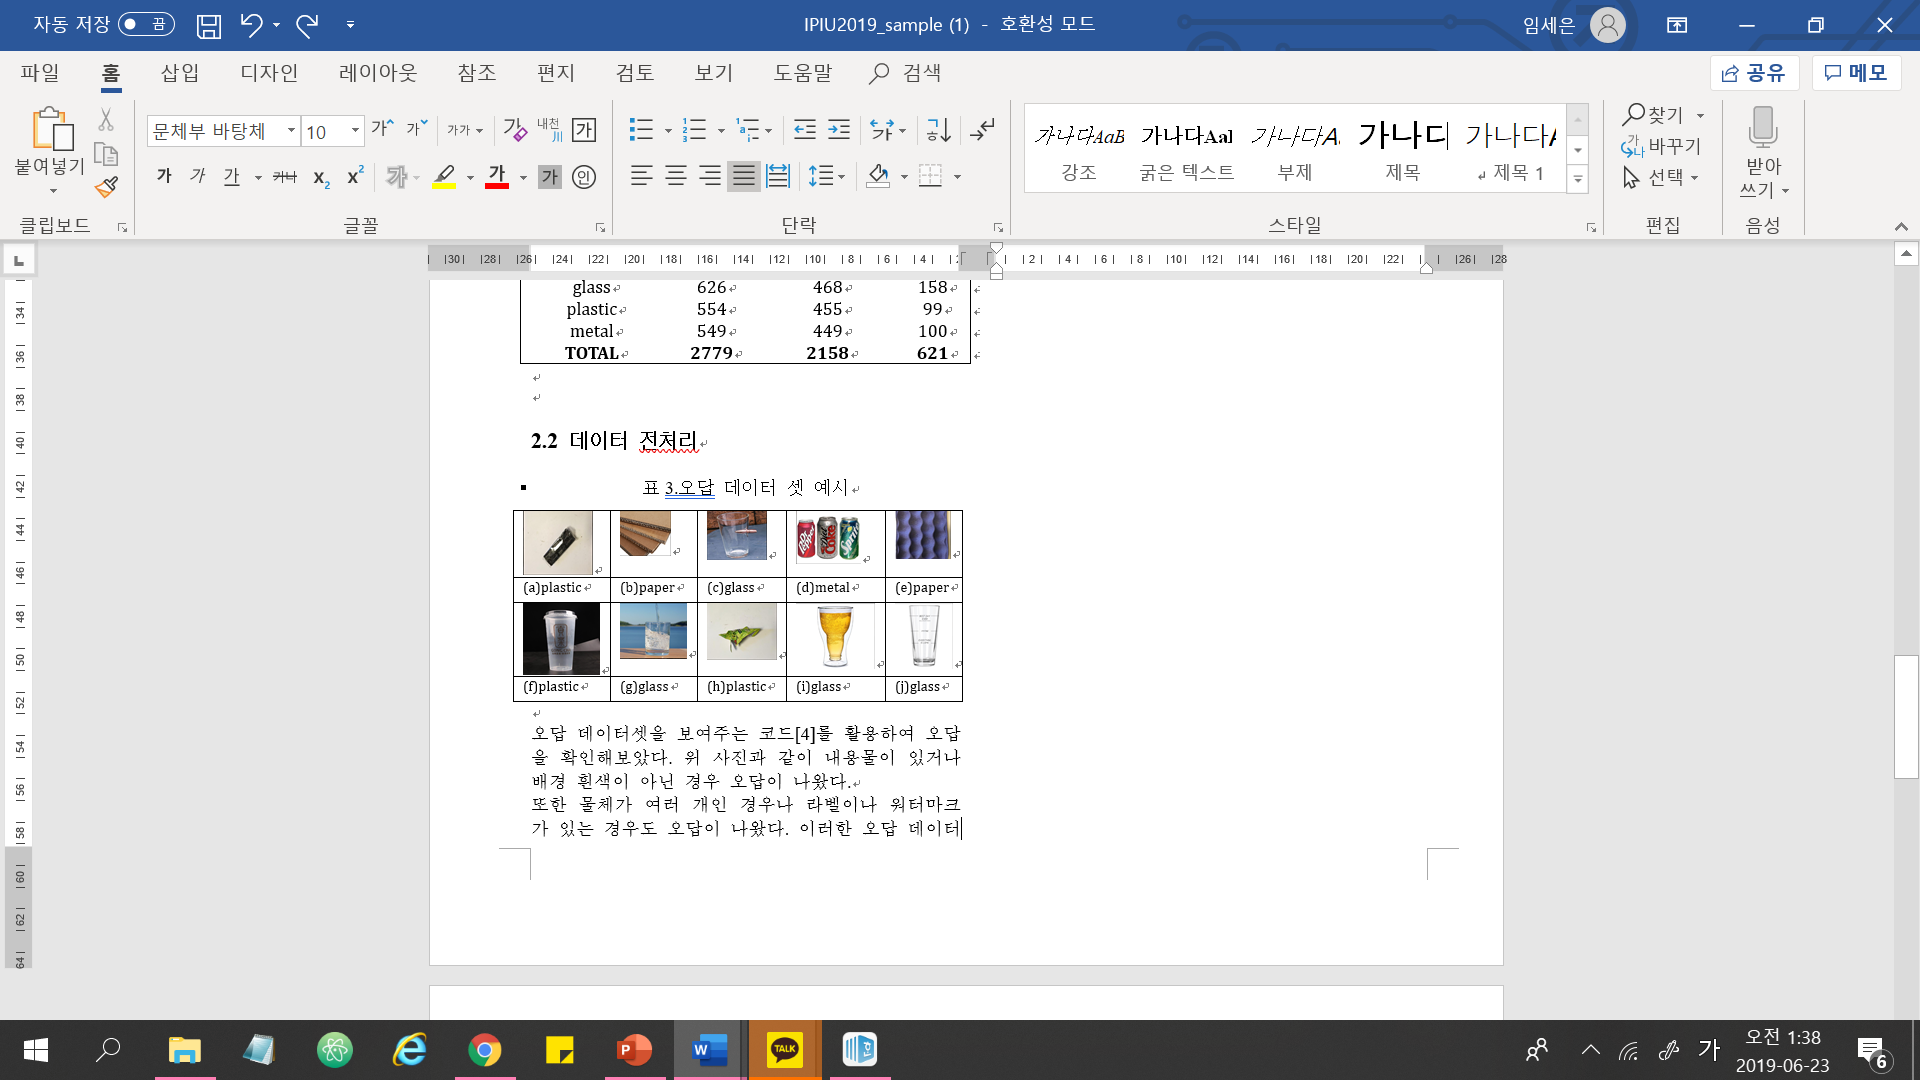 자동 저장 끔 IPIU2019_sample (1) - 호환성 모드 임세은
파일 홈 삽입 디자인 레이아웃 참조 편지 검토 보기 도움말 검색 공유 메모
붙여넣기
클립보드
문체부 바탕체 10
글꼴
단락
가나다AaB 가나다AaI 가나다A 가나디 가나다A
강조 굵은 텍스트 부제 제목 제목 1
스타일
찾기
바꾸기
선택
편집
받아
쓰기
음성
glass 626 468 158
plastic 554 455 99
metal 549 449 100
TOTAL 2779 2158 621
2.2 데이터 전처리
표 3.오답 데이터 셋 예시
(a)plastic (b)paper (c)glass (d)metal (e)paper
(f)plastic (g)glass (h)plastic (i)glass (j)glass
오답 데이터셋을 보여주는 코드[4]를 활용하여 오답
을 확인해보았다. 위 사진과 같이 내용물이 있거나
배경 흰색이 아닌 경우 오답이 나왔다.
또한 물체가 여러 개인 경우나 라벨이나 워터마크
가 있는 경우도 오답이 나왔다. 이러한 오답 데이터
TALK
가
오전 1:38
2019-06-23
6